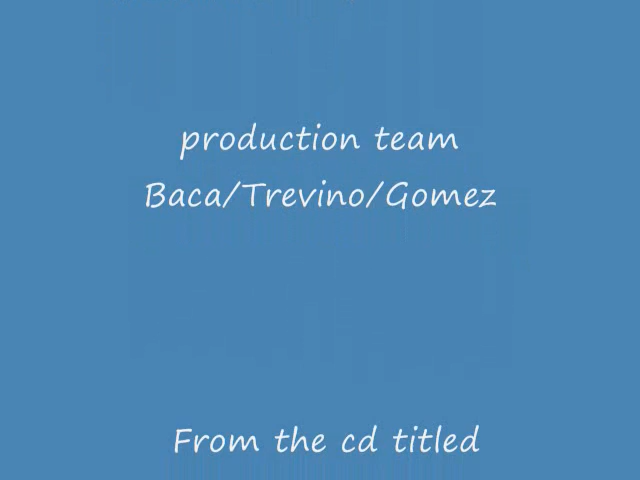 production team
Baca/Trevino/Gomez
From the cd titled